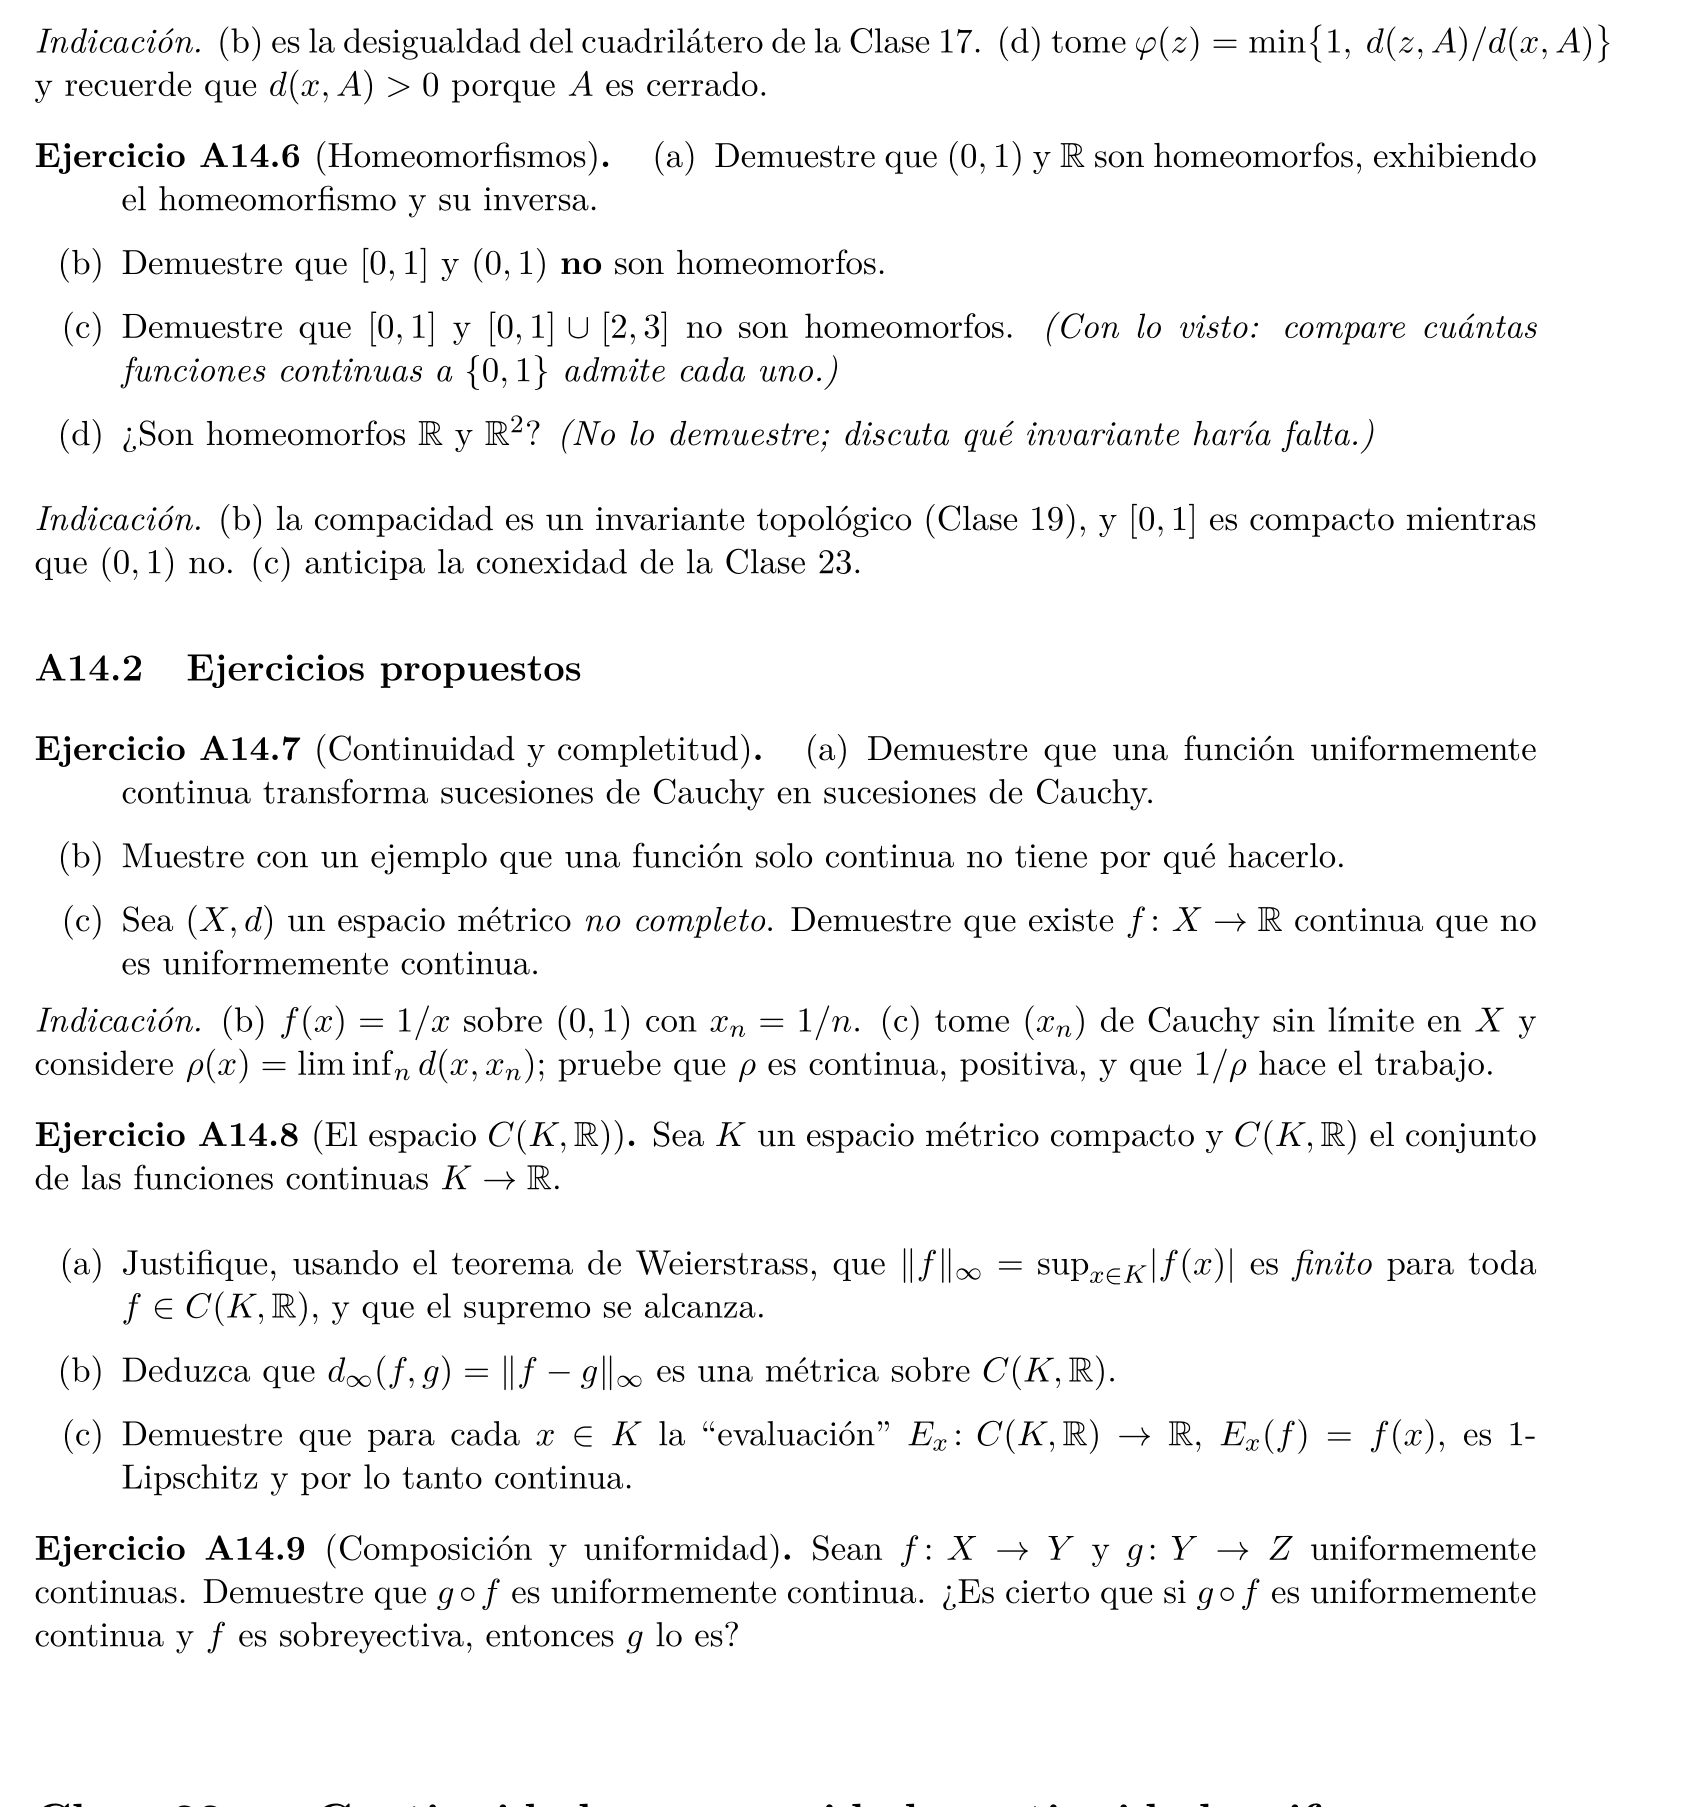 Indicación. (b) es la desigualdad del cuadrilátero de la Clase 17. (d) tome φ(z) = min{1, d(z, A)/d(x, A)}
y recuerde que d(x, A) > 0 porque A es cerrado.
Ejercicio A14.6 (Homeomorfismos). (a) Demuestre que (0, 1) y ℝ son homeomorfos, exhibiendo
el homeomorfismo y su inversa.
(b) Demuestre que [0, 1] y (0, 1) no son homeomorfos.
(c) Demuestre que [0, 1] y [0, 1] ∪ [2, 3] no son homeomorfos. (Con lo visto: compare cuántas
funciones continuas a {0, 1} admite cada uno.)
(d) ¿Son homeomorfos ℝ y ℝ²? (No lo demuestre; discuta qué invariante haría falta.)
Indicación. (b) la compacidad es un invariante topológico (Clase 19), y [0, 1] es compacto mientras
que (0, 1) no. (c) anticipa la conexidad de la Clase 23.
A14.2 Ejercicios propuestos
Ejercicio A14.7 (Continuidad y completitud). (a) Demuestre que una función uniformemente
continua transforma sucesiones de Cauchy en sucesiones de Cauchy.
(b) Muestre con un ejemplo que una función solo continua no tiene por qué hacerlo.
(c) Sea (X, d) un espacio métrico no completo. Demuestre que existe f : X → ℝ continua que no
es uniformemente continua.
Indicación. (b) f(x) = 1/x sobre (0, 1) con xₙ = 1/n. (c) tome (xₙ) de Cauchy sin límite en X y
considere ρ(x) = lim infₙ d(x, xₙ); pruebe que ρ es continua, positiva, y que 1/ρ hace el trabajo.
Ejercicio A14.8 (El espacio C(K, ℝ)). Sea K un espacio métrico compacto y C(K, ℝ) el conjunto
de las funciones continuas K → ℝ.
(a) Justifique, usando el teorema de Weierstrass, que ‖f‖∞ = sup_{x∈K}|f(x)| es finito para toda
f ∈ C(K, ℝ), y que el supremo se alcanza.
(b) Deduzca que d∞(f, g) = ‖f − g‖∞ es una métrica sobre C(K, ℝ).
(c) Demuestre que para cada x ∈ K la “evaluación” Eₓ : C(K, ℝ) → ℝ, Eₓ(f) = f(x), es 1-
Lipschitz y por lo tanto continua.
Ejercicio A14.9 (Composición y uniformidad). Sean f : X → Y y g : Y → Z uniformemente
continuas. Demuestre que g ∘ f es uniformemente continua. ¿Es cierto que si g ∘ f es uniformemente
continua y f es sobreyectiva, entonces g lo es?